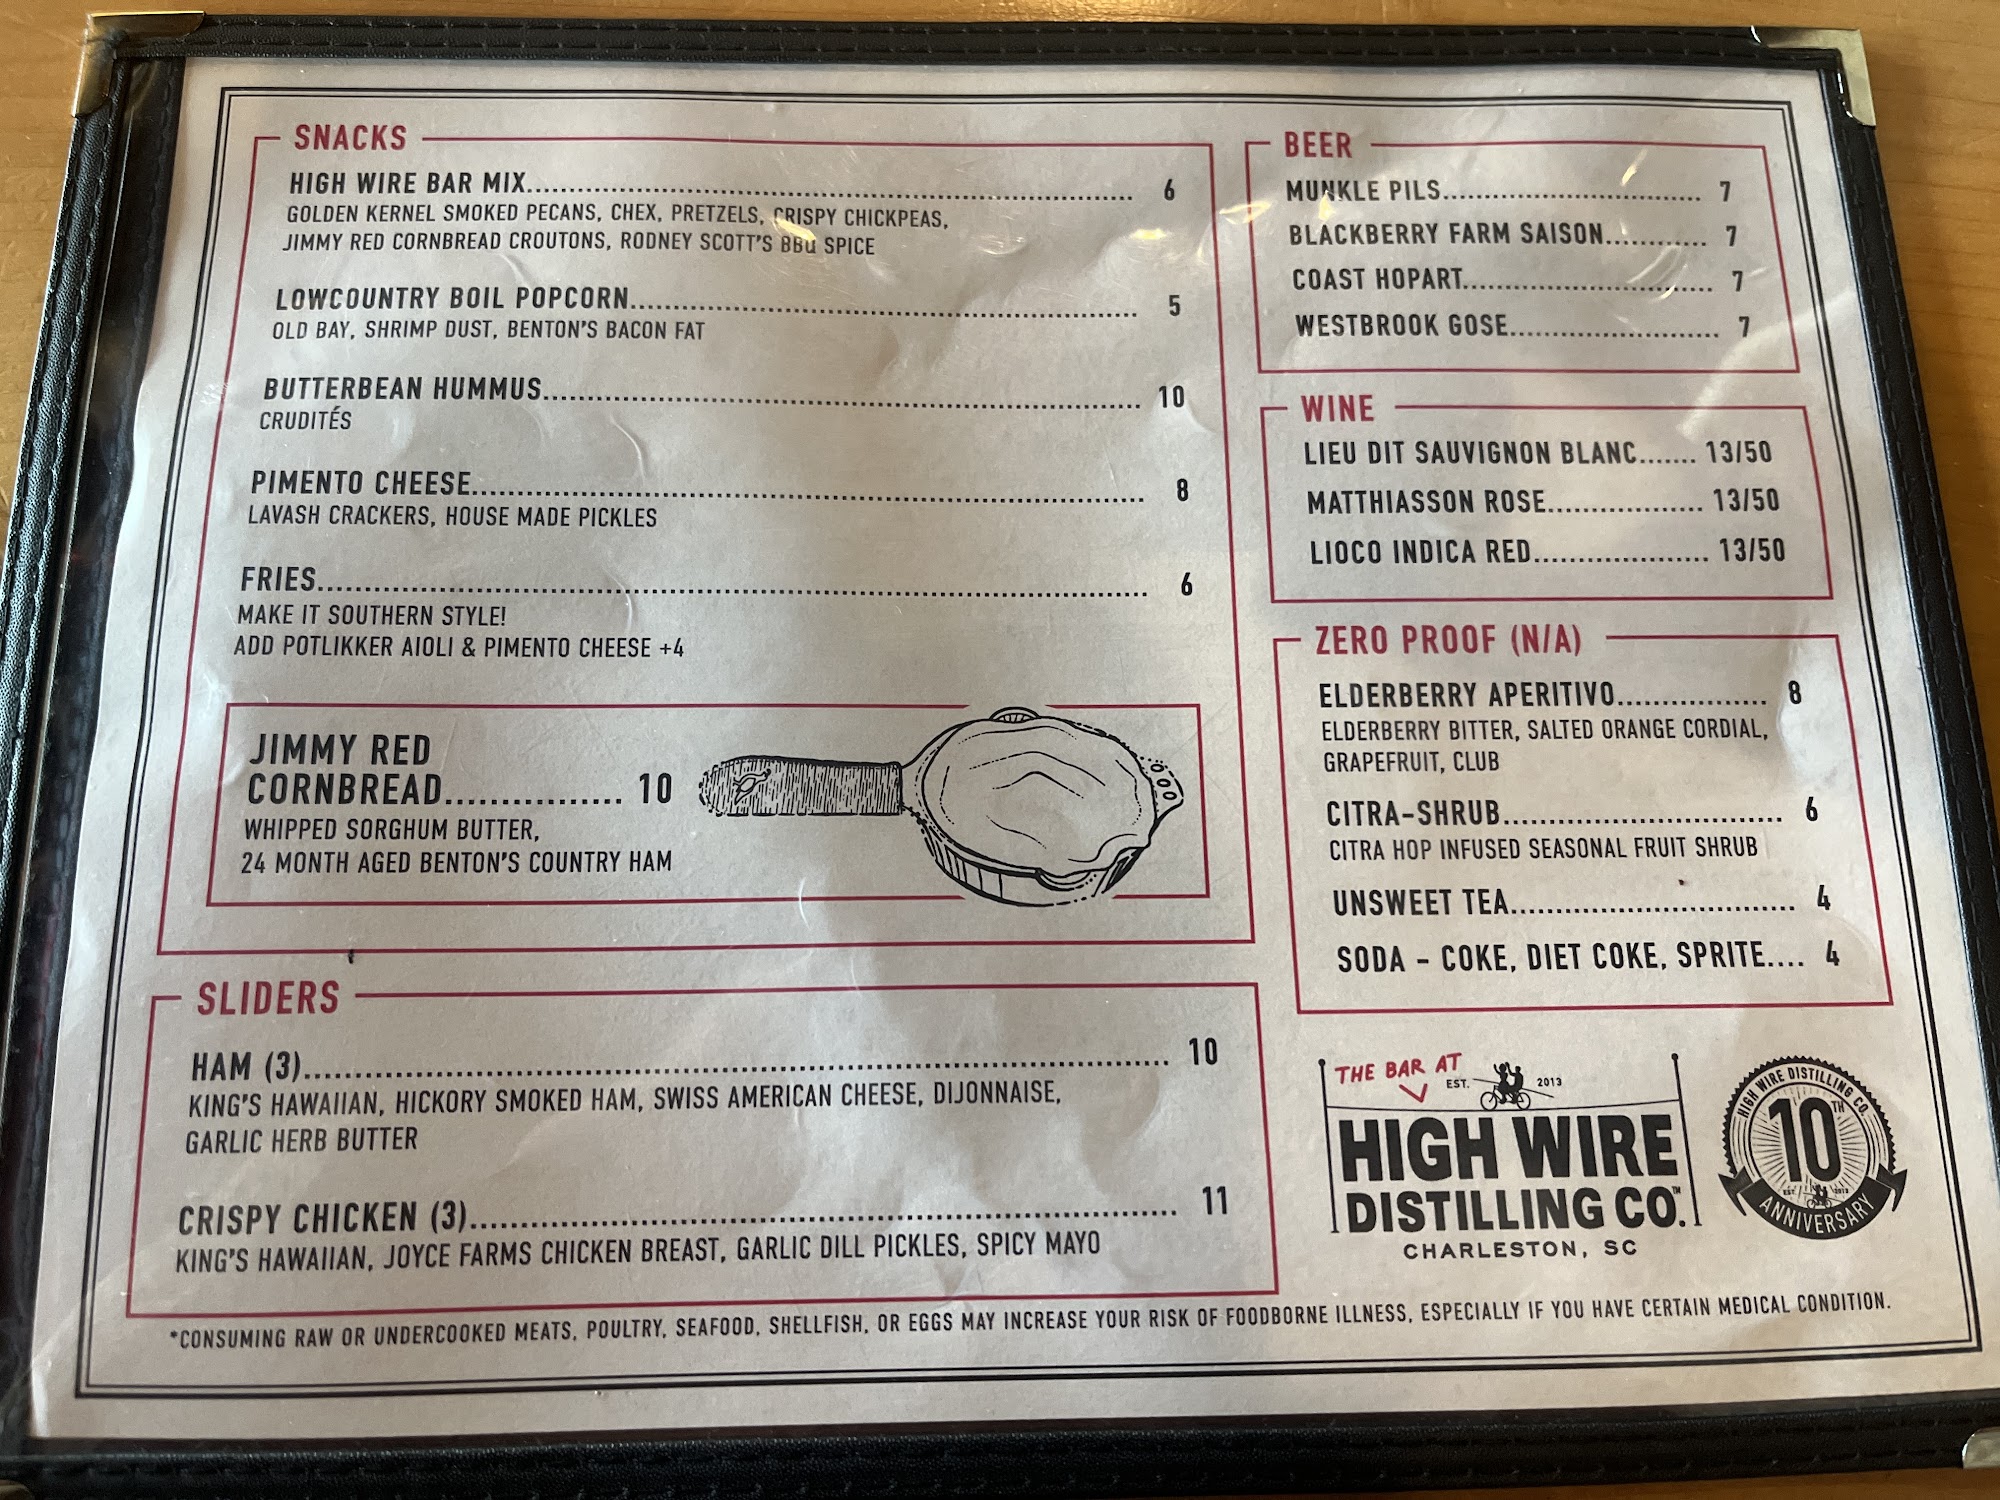 SNACKS
HIGH WIRE BAR MIX........ 6
GOLDEN KERNEL SMOKED PECANS, CHEX, PRETZELS, CRISPY CHICKPEAS,
JIMMY RED CORNBREAD CROUTONS, RODNEY SCOTT'S BBQ SPICE
LOWCOUNTRY BOIL POPCORN........ 5
OLD BAY, SHRIMP DUST, BENTON'S BACON FAT
BUTTERBEAN HUMMUS........ 10
CRUDITÉS
PIMENTO CHEESE........ 8
LAVASH CRACKERS, HOUSE MADE PICKLES
FRIES........ 6
MAKE IT SOUTHERN STYLE!
ADD POTLIKKER AIOLI & PIMENTO CHEESE +4
JIMMY RED
CORNBREAD........ 10
WHIPPED SORGHUM BUTTER,
24 MONTH AGED BENTON'S COUNTRY HAM
SLIDERS
HAM (3)........ 10
KING'S HAWAIIAN, HICKORY SMOKED HAM, SWISS AMERICAN CHEESE, DIJONNAISE,
GARLIC HERB BUTTER
CRISPY CHICKEN (3)........ 11
KING'S HAWAIIAN, JOYCE FARMS CHICKEN BREAST, GARLIC DILL PICKLES, SPICY MAYO
BEER
MUNKLE PILS........ 7
BLACKBERRY FARM SAISON........ 7
COAST HOPART........ 7
WESTBROOK GOSE........ 7
WINE
LIEU DIT SAUVIGNON BLANC....... 13/50
MATTHIASSON ROSE........ 13/50
LIOCO INDICA RED........ 13/50
ZERO PROOF (N/A)
ELDERBERRY APERITIVO........ 8
ELDERBERRY BITTER, SALTED ORANGE CORDIAL,
GRAPEFRUIT, CLUB
CITRA-SHRUB........ 6
CITRA HOP INFUSED SEASONAL FRUIT SHRUB
UNSWEET TEA........ 4
SODA - COKE, DIET COKE, SPRITE.... 4
THE BAR AT
EST. 2013
HIGH WIRE
DISTILLING CO.™
CHARLESTON, SC
HIGH WIRE DISTILLING CO.
10TH
EST. 2013
ANNIVERSARY
*CONSUMING RAW OR UNDERCOOKED MEATS, POULTRY, SEAFOOD, SHELLFISH, OR EGGS MAY INCREASE YOUR RISK OF FOODBORNE ILLNESS, ESPECIALLY IF YOU HAVE CERTAIN MEDICAL CONDITION.